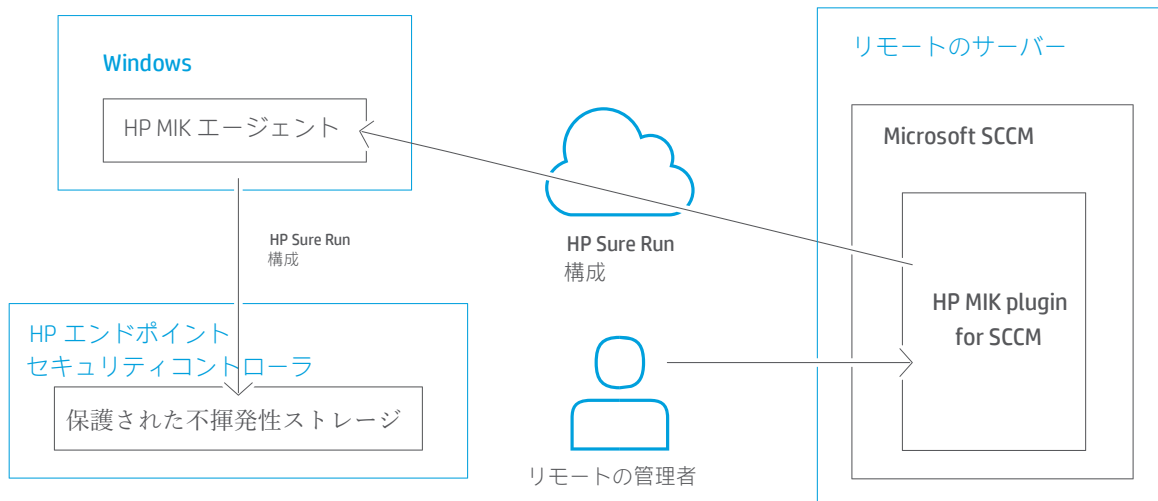 Windows
HP MIK エージェント
HP Sure Run
構成
HP エンドポイント
セキュリティコントローラ
保護された不揮発性ストレージ
HP Sure Run
構成
リモートの管理者
リモートのサーバー
Microsoft SCCM
HP MIK plugin
for SCCM